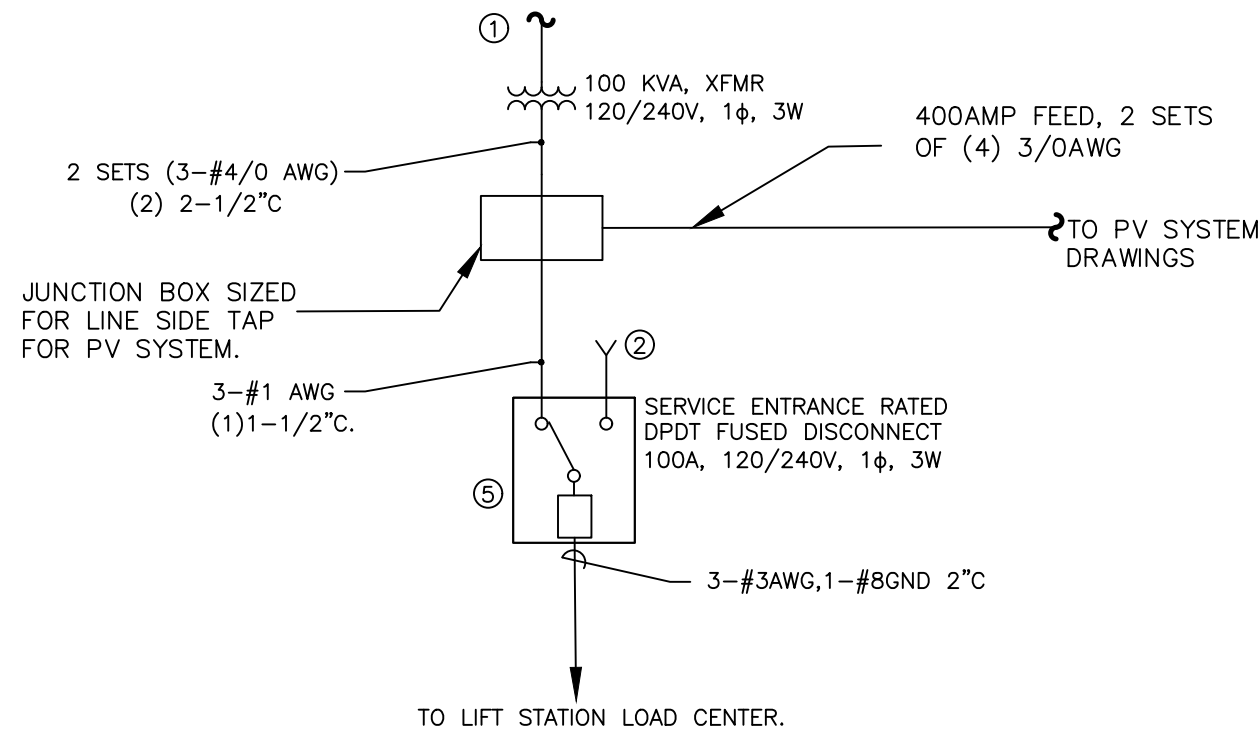 ①
100 KVA, XFMR
120/240V, 1ϕ, 3W
400AMP FEED, 2 SETS
OF (4) 3/0AWG
2 SETS (3-#4/0 AWG)
(2) 2-1/2"C
TO PV SYSTEM
DRAWINGS
JUNCTION BOX SIZED
FOR LINE SIDE TAP
FOR PV SYSTEM.
②
3-#1 AWG
(1)1-1/2"C.
SERVICE ENTRANCE RATED
DPDT FUSED DISCONNECT
100A, 120/240V, 1ϕ, 3W
⑤
3-#3AWG,1-#8GND 2"C
TO LIFT STATION LOAD CENTER.